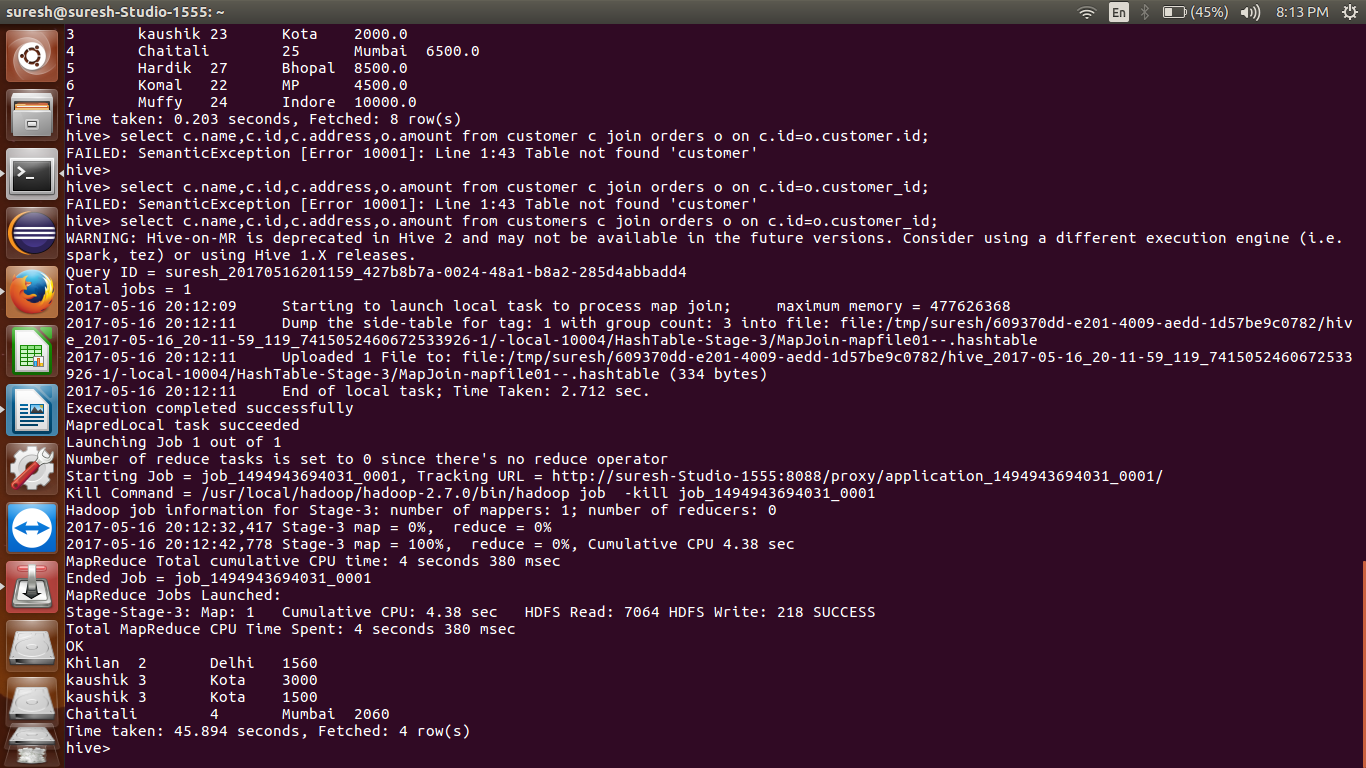 suresh@suresh-Studio-1555: ~
En
(45%)
8:13 PM
3 kaushik 23 Kota 2000.0
4 Chaitali 25 Mumbai 6500.0
5 Hardik 27 Bhopal 8500.0
6 Komal 22 MP 4500.0
7 Muffy 24 Indore 10000.0
Time taken: 0.203 seconds, Fetched: 8 row(s)
hive> select c.name,c.id,c.address,o.amount from customer c join orders o on c.id=o.customer.id;
FAILED: SemanticException [Error 10001]: Line 1:43 Table not found 'customer'
hive>
hive> select c.name,c.id,c.address,o.amount from customer c join orders o on c.id=o.customer_id;
FAILED: SemanticException [Error 10001]: Line 1:43 Table not found 'customer'
hive> select c.name,c.id,c.address,o.amount from customers c join orders o on c.id=o.customer_id;
WARNING: Hive-on-MR is deprecated in Hive 2 and may not be available in the future versions. Consider using a different execution engine (i.e.
spark, tez) or using Hive 1.X releases.
Query ID = suresh_20170516201159_427b8b7a-0024-48a1-b8a2-285d4abbadd4
Total jobs = 1
2017-05-16 20:12:09 Starting to launch local task to process map join; maximum memory = 477626368
2017-05-16 20:12:11 Dump the side-table for tag: 1 with group count: 3 into file: file:/tmp/suresh/609370dd-e201-4009-aedd-1d57be9c0782/hiv
e_2017-05-16_20-11-59_119_7415052460672533926-1/-local-10004/HashTable-Stage-3/MapJoin-mapfile01--.hashtable
2017-05-16 20:12:11 Uploaded 1 File to: file:/tmp/suresh/609370dd-e201-4009-aedd-1d57be9c0782/hive_2017-05-16_20-11-59_119_7415052460672533
926-1/-local-10004/HashTable-Stage-3/MapJoin-mapfile01--.hashtable (334 bytes)
2017-05-16 20:12:11 End of local task; Time Taken: 2.712 sec.
Execution completed successfully
MapredLocal task succeeded
Launching Job 1 out of 1
Number of reduce tasks is set to 0 since there's no reduce operator
Starting Job = job_1494943694031_0001, Tracking URL = http://suresh-Studio-1555:8088/proxy/application_1494943694031_0001/
Kill Command = /usr/local/hadoop/hadoop-2.7.0/bin/hadoop job  -kill job_1494943694031_0001
Hadoop job information for Stage-3: number of mappers: 1; number of reducers: 0
2017-05-16 20:12:32,417 Stage-3 map = 0%,  reduce = 0%
2017-05-16 20:12:42,778 Stage-3 map = 100%,  reduce = 0%, Cumulative CPU 4.38 sec
MapReduce Total cumulative CPU time: 4 seconds 380 msec
Ended Job = job_1494943694031_0001
MapReduce Jobs Launched:
Stage-Stage-3: Map: 1   Cumulative CPU: 4.38 sec   HDFS Read: 7064 HDFS Write: 218 SUCCESS
Total MapReduce CPU Time Spent: 4 seconds 380 msec
OK
Khilan 2 Delhi 1560
kaushik 3 Kota 3000
kaushik 3 Kota 1500
Chaitali 4 Mumbai 2060
Time taken: 45.894 seconds, Fetched: 4 row(s)
hive>